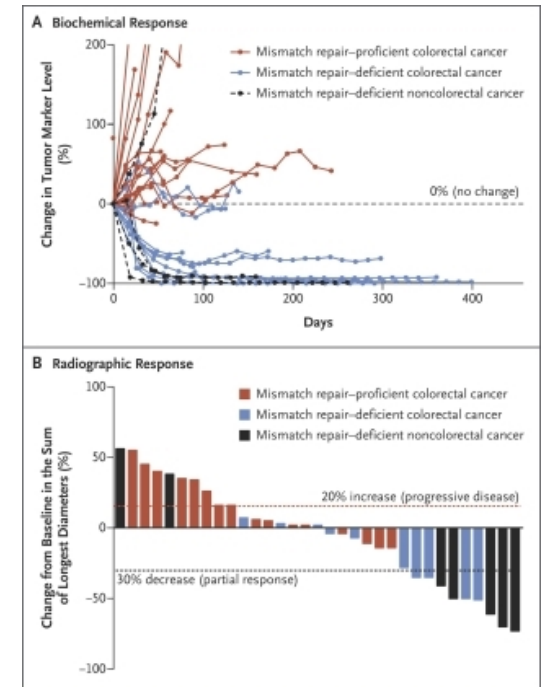 A Biochemical Response
200
100
0
−100
Change in Tumor Marker Level
(%)
Mismatch repair–proficient colorectal cancer
Mismatch repair–deficient colorectal cancer
Mismatch repair–deficient noncolorectal cancer
0% (no change)
0
100
200
300
400
Days
B Radiographic Response
100
50
0
−50
−100
Change from Baseline in the Sum
of Longest Diameters (%)
Mismatch repair–proficient colorectal cancer
Mismatch repair–deficient colorectal cancer
Mismatch repair–deficient noncolorectal cancer
20% increase (progressive disease)
30% decrease (partial response)